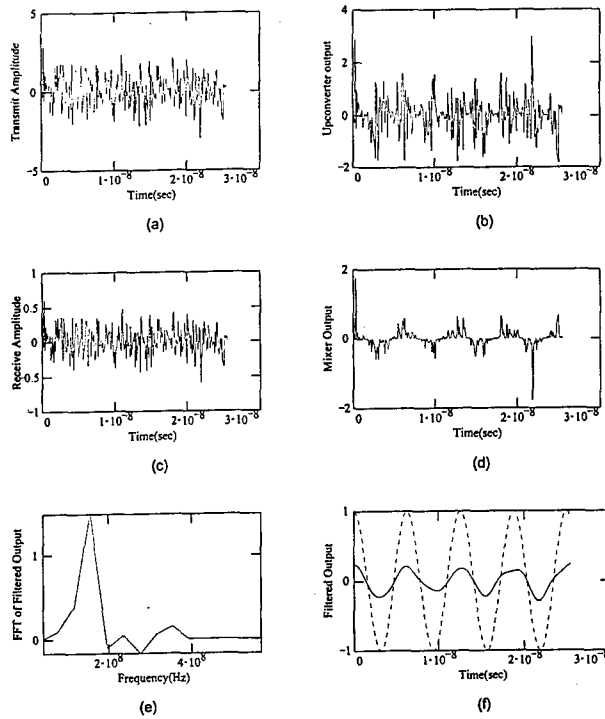 5
Transmit Amplitude
0
−5
0
1·10⁻⁸
2·10⁻⁸
3·10⁻⁸
Time(sec)
(a)
4
Upconverter output
2
0
−2
0
1·10⁻⁸
2·10⁻⁸
3·10⁻⁸
Time(sec)
(b)
1
Receive Amplitude
0.5
0
−0.5
−1
0
1·10⁻⁸
2·10⁻⁸
3·10⁻⁸
Time(sec)
(c)
2
Mixer Output
0
−2
0
1·10⁻⁸
2·10⁻⁸
3·10⁻⁸
Time(sec)
(d)
FFT of Filtered Output
1
0
2·10⁸
4·10⁸
Frequency(Hz)
(e)
1
Filtered Output
0
−1
0
1·10⁻⁸
2·10⁻⁸
3·10⁻⁸
Time(sec)
(f)